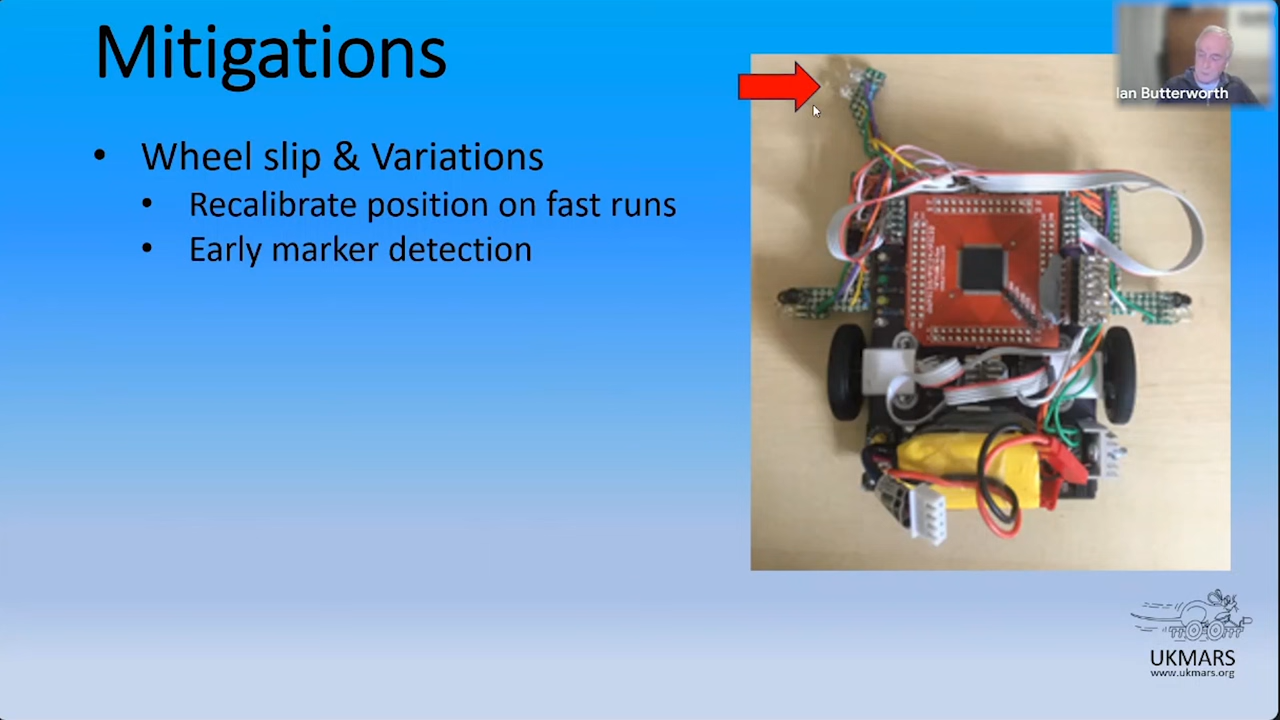 Mitigations
Ian Butterworth
• Wheel slip & Variations
• Recalibrate position on fast runs
• Early marker detection
UKMARS
www.ukmars.org